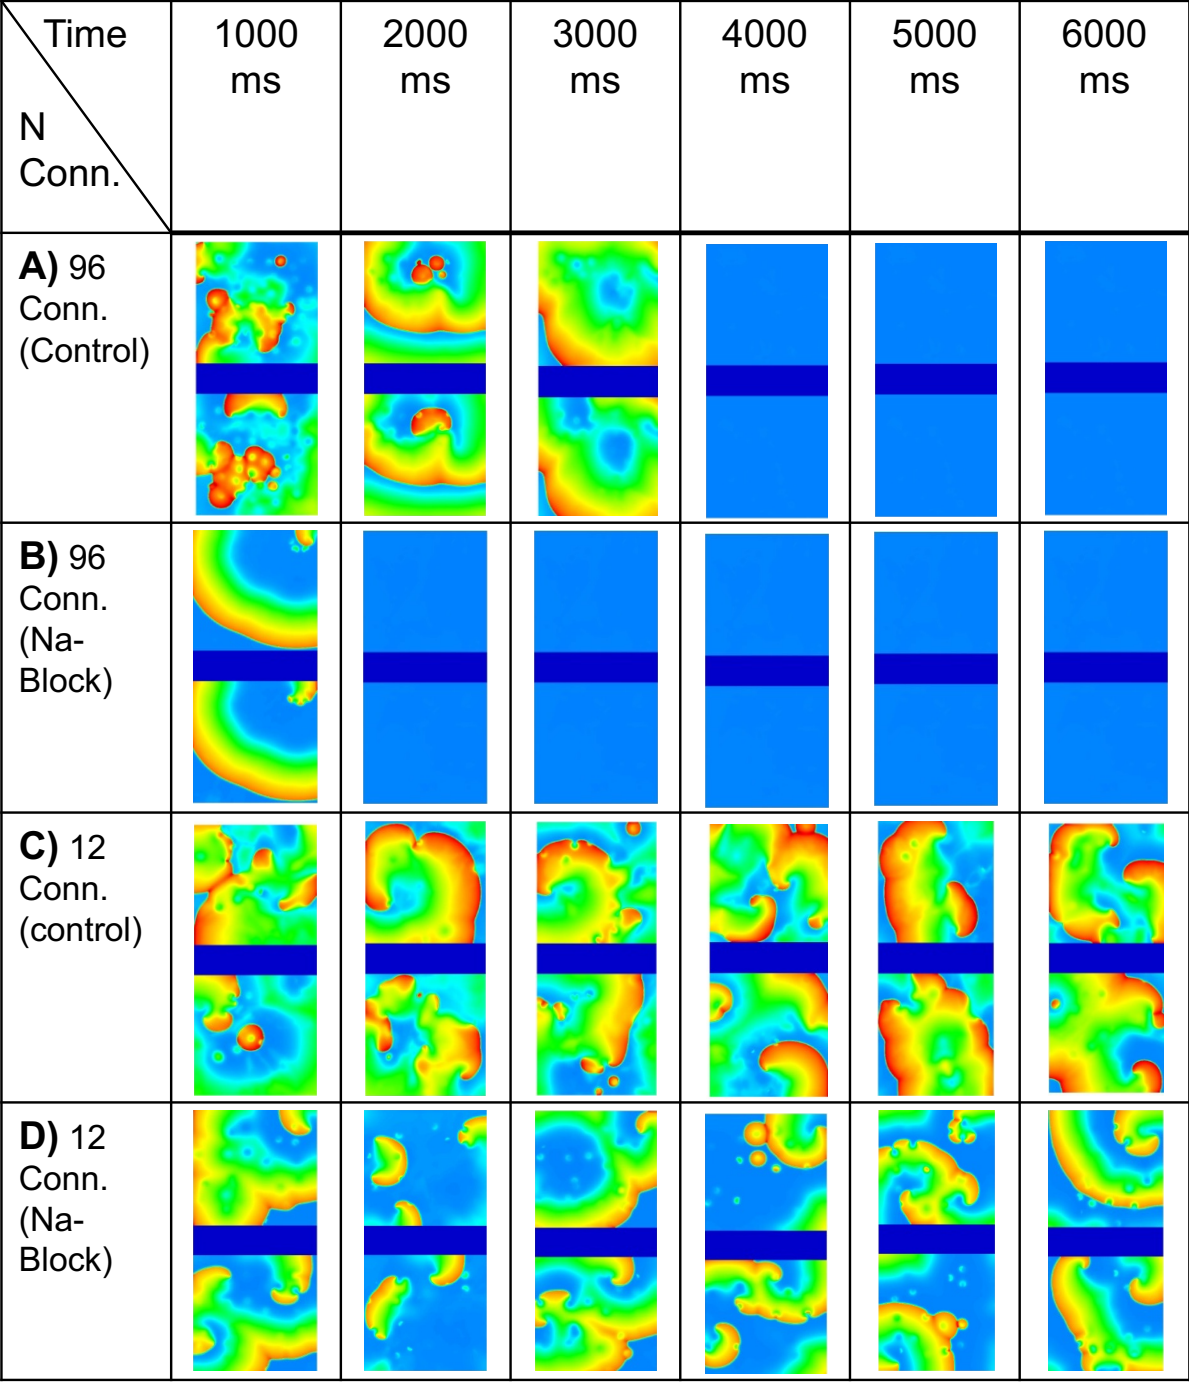 Time
N
Conn.
1000
ms
2000
ms
3000
ms
4000
ms
5000
ms
6000
ms
A) 96
Conn.
(Control)
B) 96
Conn.
(Na-
Block)
C) 12
Conn.
(control)
D) 12
Conn.
(Na-
Block)